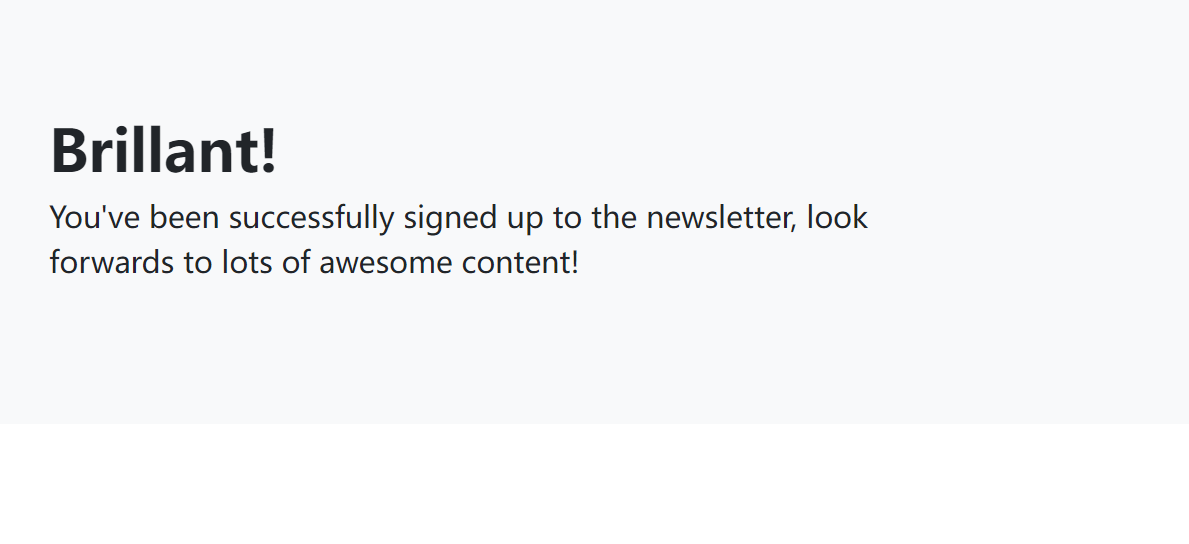 Brillant!
You've been successfully signed up to the newsletter, look
forwards to lots of awesome content!